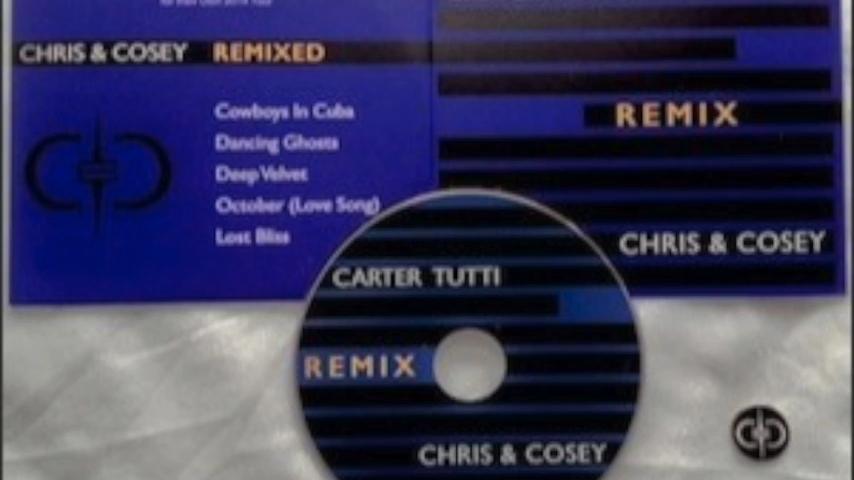 CHRIS & COSEY REMIXED
Cowboys In Cuba
Dancing Ghosts
Deep Velvet
October (Love Song)
Lost Bliss
REMIX
CHRIS & COSEY
CARTER TUTTI
REMIX
CHRIS & COSEY